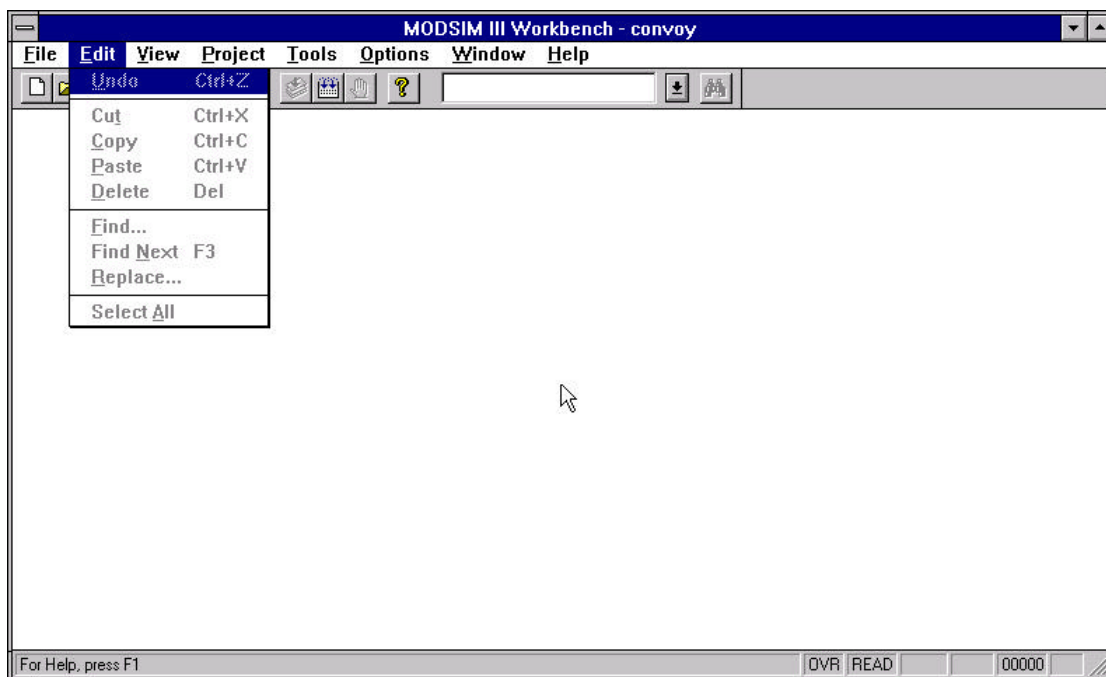 MODSIM III Workbench - convoy
File Edit View Project Tools Options Window Help
Undo Ctrl+Z
?
Cut Ctrl+X
Copy Ctrl+C
Paste Ctrl+V
Delete Del
Find...
Find Next F3
Replace...
Select All
For Help, press F1 OVR READ 00000